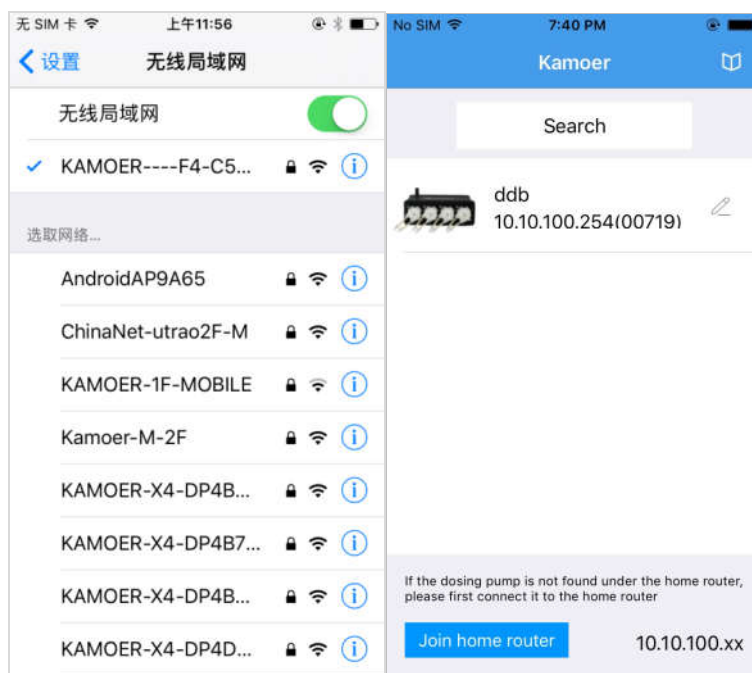 无 SIM 卡 上午11:56
设置 无线局域网
无线局域网
KAMOER----F4-C5...
选取网络...
AndroidAP9A65
ChinaNet-utrao2F-M
KAMOER-1F-MOBILE
Kamoer-M-2F
KAMOER-X4-DP4B...
KAMOER-X4-DP4B7...
KAMOER-X4-DP4B...
KAMOER-X4-DP4D...
No SIM 7:40 PM
Kamoer
Search
ddb
10.10.100.254(00719)
If the dosing pump is not found under the home router,
please first connect it to the home router
Join home router 10.10.100.xx